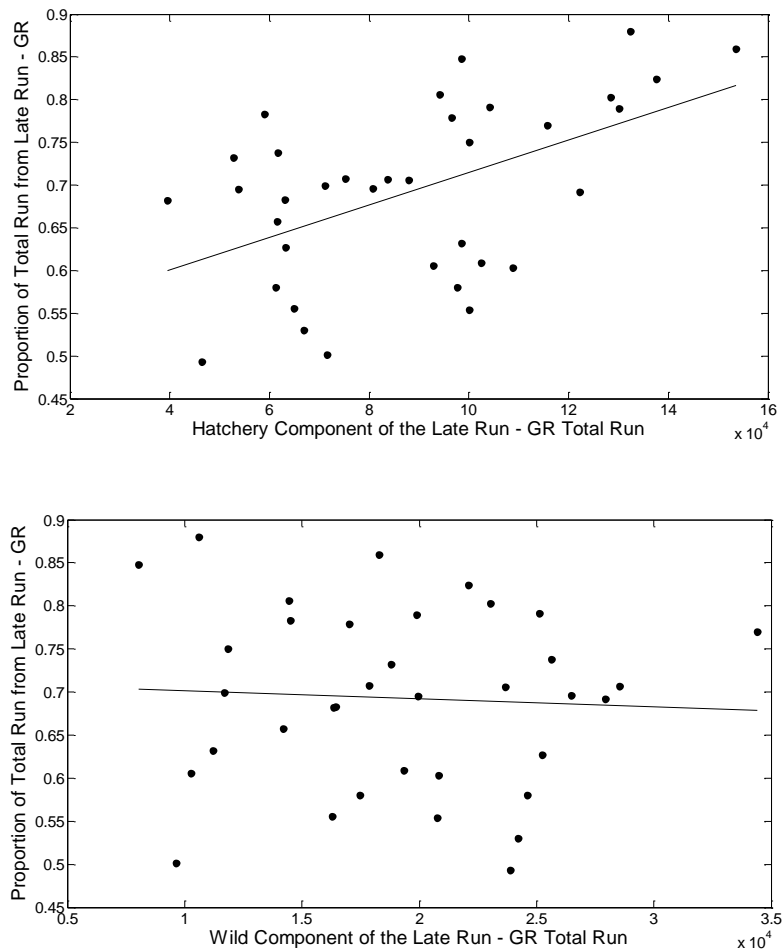 0.9
0.85
0.8
0.75
0.7
0.65
0.6
0.55
0.5
0.45
Proportion of Total Run from Late Run - GR
2 4 6 8 10 12 14 16
x 10^4
Hatchery Component of the Late Run - GR Total Run
0.9
0.85
0.8
0.75
0.7
0.65
0.6
0.55
0.5
0.45
Proportion of Total Run from Late Run - GR
0.5 1 1.5 2 2.5 3 3.5
x 10^4
Wild Component of the Late Run - GR Total Run